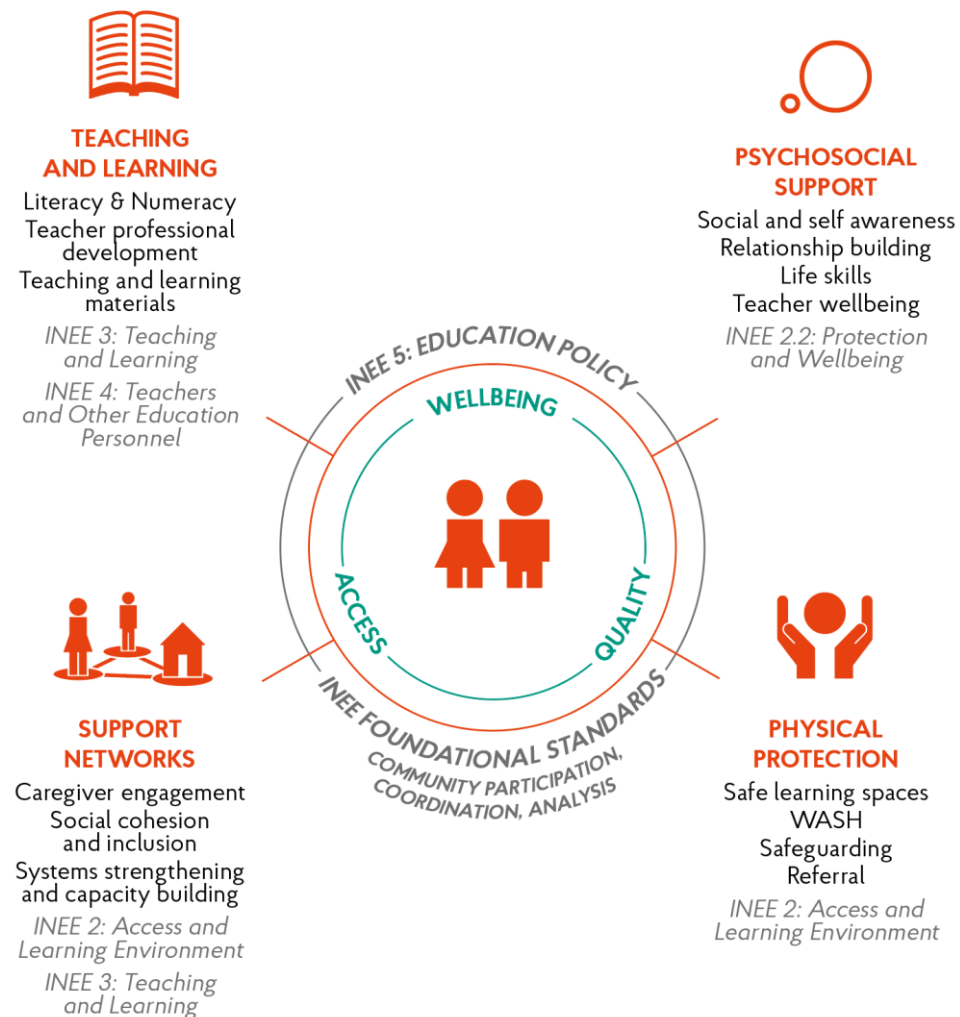 TEACHING
AND LEARNING
Literacy & Numeracy
Teacher professional
development
Teaching and learning
materials
INEE 3: Teaching
and Learning
INEE 4: Teachers
and Other Education
Personnel
PSYCHOSOCIAL
SUPPORT
Social and self awareness
Relationship building
Life skills
Teacher wellbeing
INEE 2.2: Protection
and Wellbeing
INEE 5: EDUCATION POLICY
WELLBEING
ACCESS
QUALITY
INEE FOUNDATIONAL STANDARDS
COMMUNITY PARTICIPATION,
COORDINATION, ANALYSIS
SUPPORT
NETWORKS
Caregiver engagement
Social cohesion
and inclusion
Systems strengthening
and capacity building
INEE 2: Access and
Learning Environment
INEE 3: Teaching
and Learning
PHYSICAL
PROTECTION
Safe learning spaces
WASH
Safeguarding
Referral
INEE 2: Access and
Learning Environment